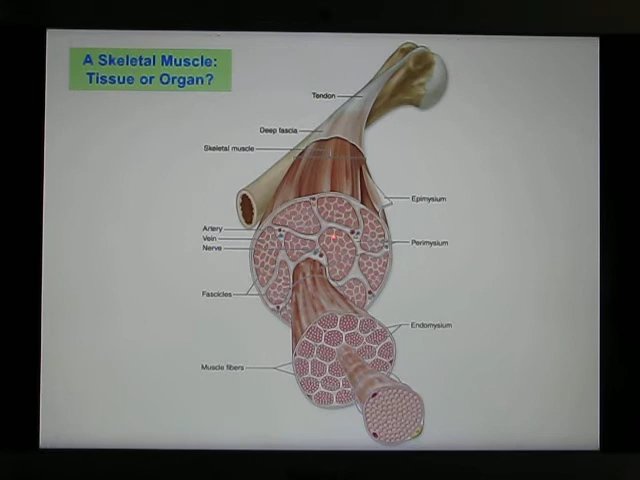 A Skeletal Muscle:
Tissue or Organ?
Tendon
Deep fascia
Skeletal muscle
Epimysium
Artery
Vein
Nerve
Perimysium
Fascicles
Endomysium
Muscle fibers